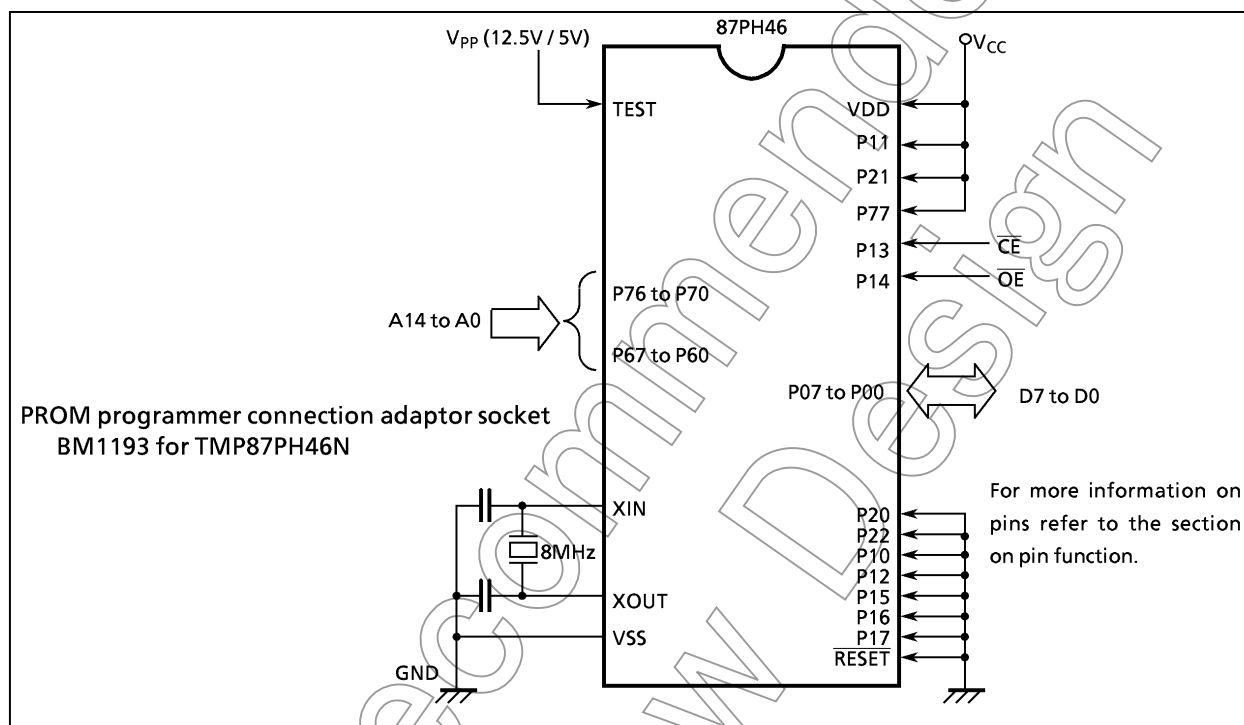 87PH46
VPP (12.5V / 5V)
VCC
TEST
VDD
P11
P21
P77
P13
CE
P14
OE
P76 to P70
A14 to A0
P67 to P60
P07 to P00
D7 to D0
PROM programmer connection adaptor socket
BM1193 for TMP87PH46N
XIN
8MHz
XOUT
VSS
GND
P20
P22
P10
P12
P15
P16
P17
RESET
For more information on
pins refer to the section
on pin function.
ecommende
w Design